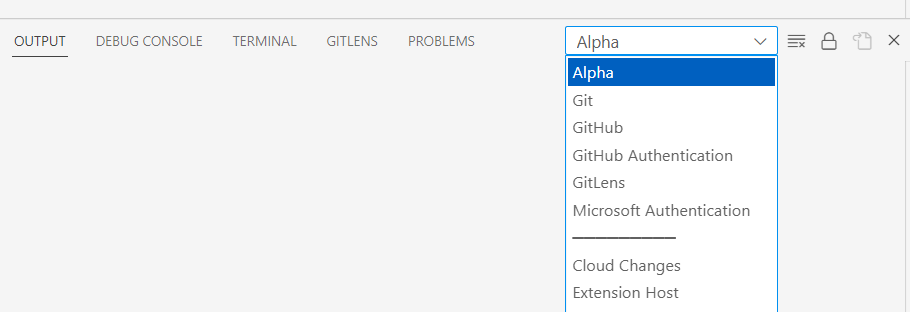 OUTPUT DEBUG CONSOLE TERMINAL GITLENS PROBLEMS Alpha
Alpha
Git
GitHub
GitHub Authentication
GitLens
Microsoft Authentication
Cloud Changes
Extension Host